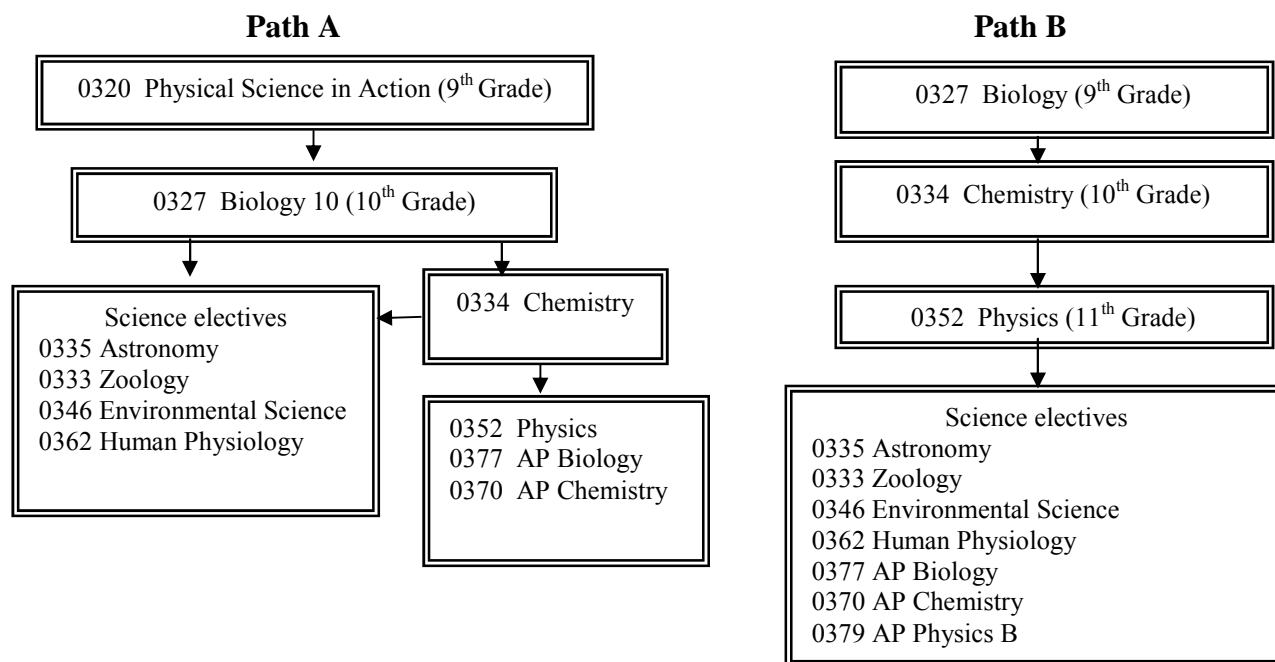 Path A
0320 Physical Science in Action (9th Grade)
0327 Biology 10 (10th Grade)
Science electives
0335 Astronomy
0333 Zoology
0346 Environmental Science
0362 Human Physiology
0334 Chemistry
0352 Physics
0377 AP Biology
0370 AP Chemistry
Path B
0327 Biology (9th Grade)
0334 Chemistry (10th Grade)
0352 Physics (11th Grade)
Science electives
0335 Astronomy
0333 Zoology
0346 Environmental Science
0362 Human Physiology
0377 AP Biology
0370 AP Chemistry
0379 AP Physics B